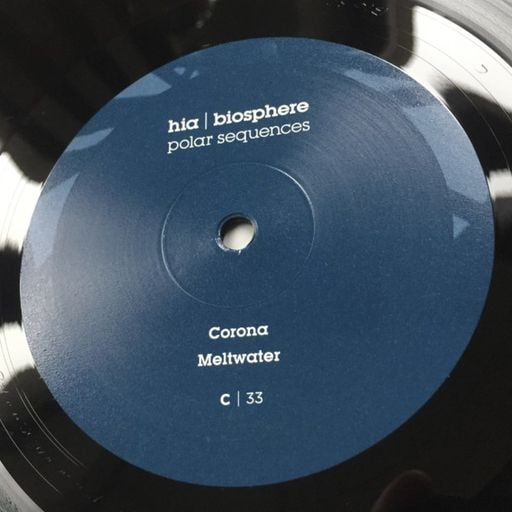 hia | biosphere
polar sequences
Corona
Meltwater
C | 33